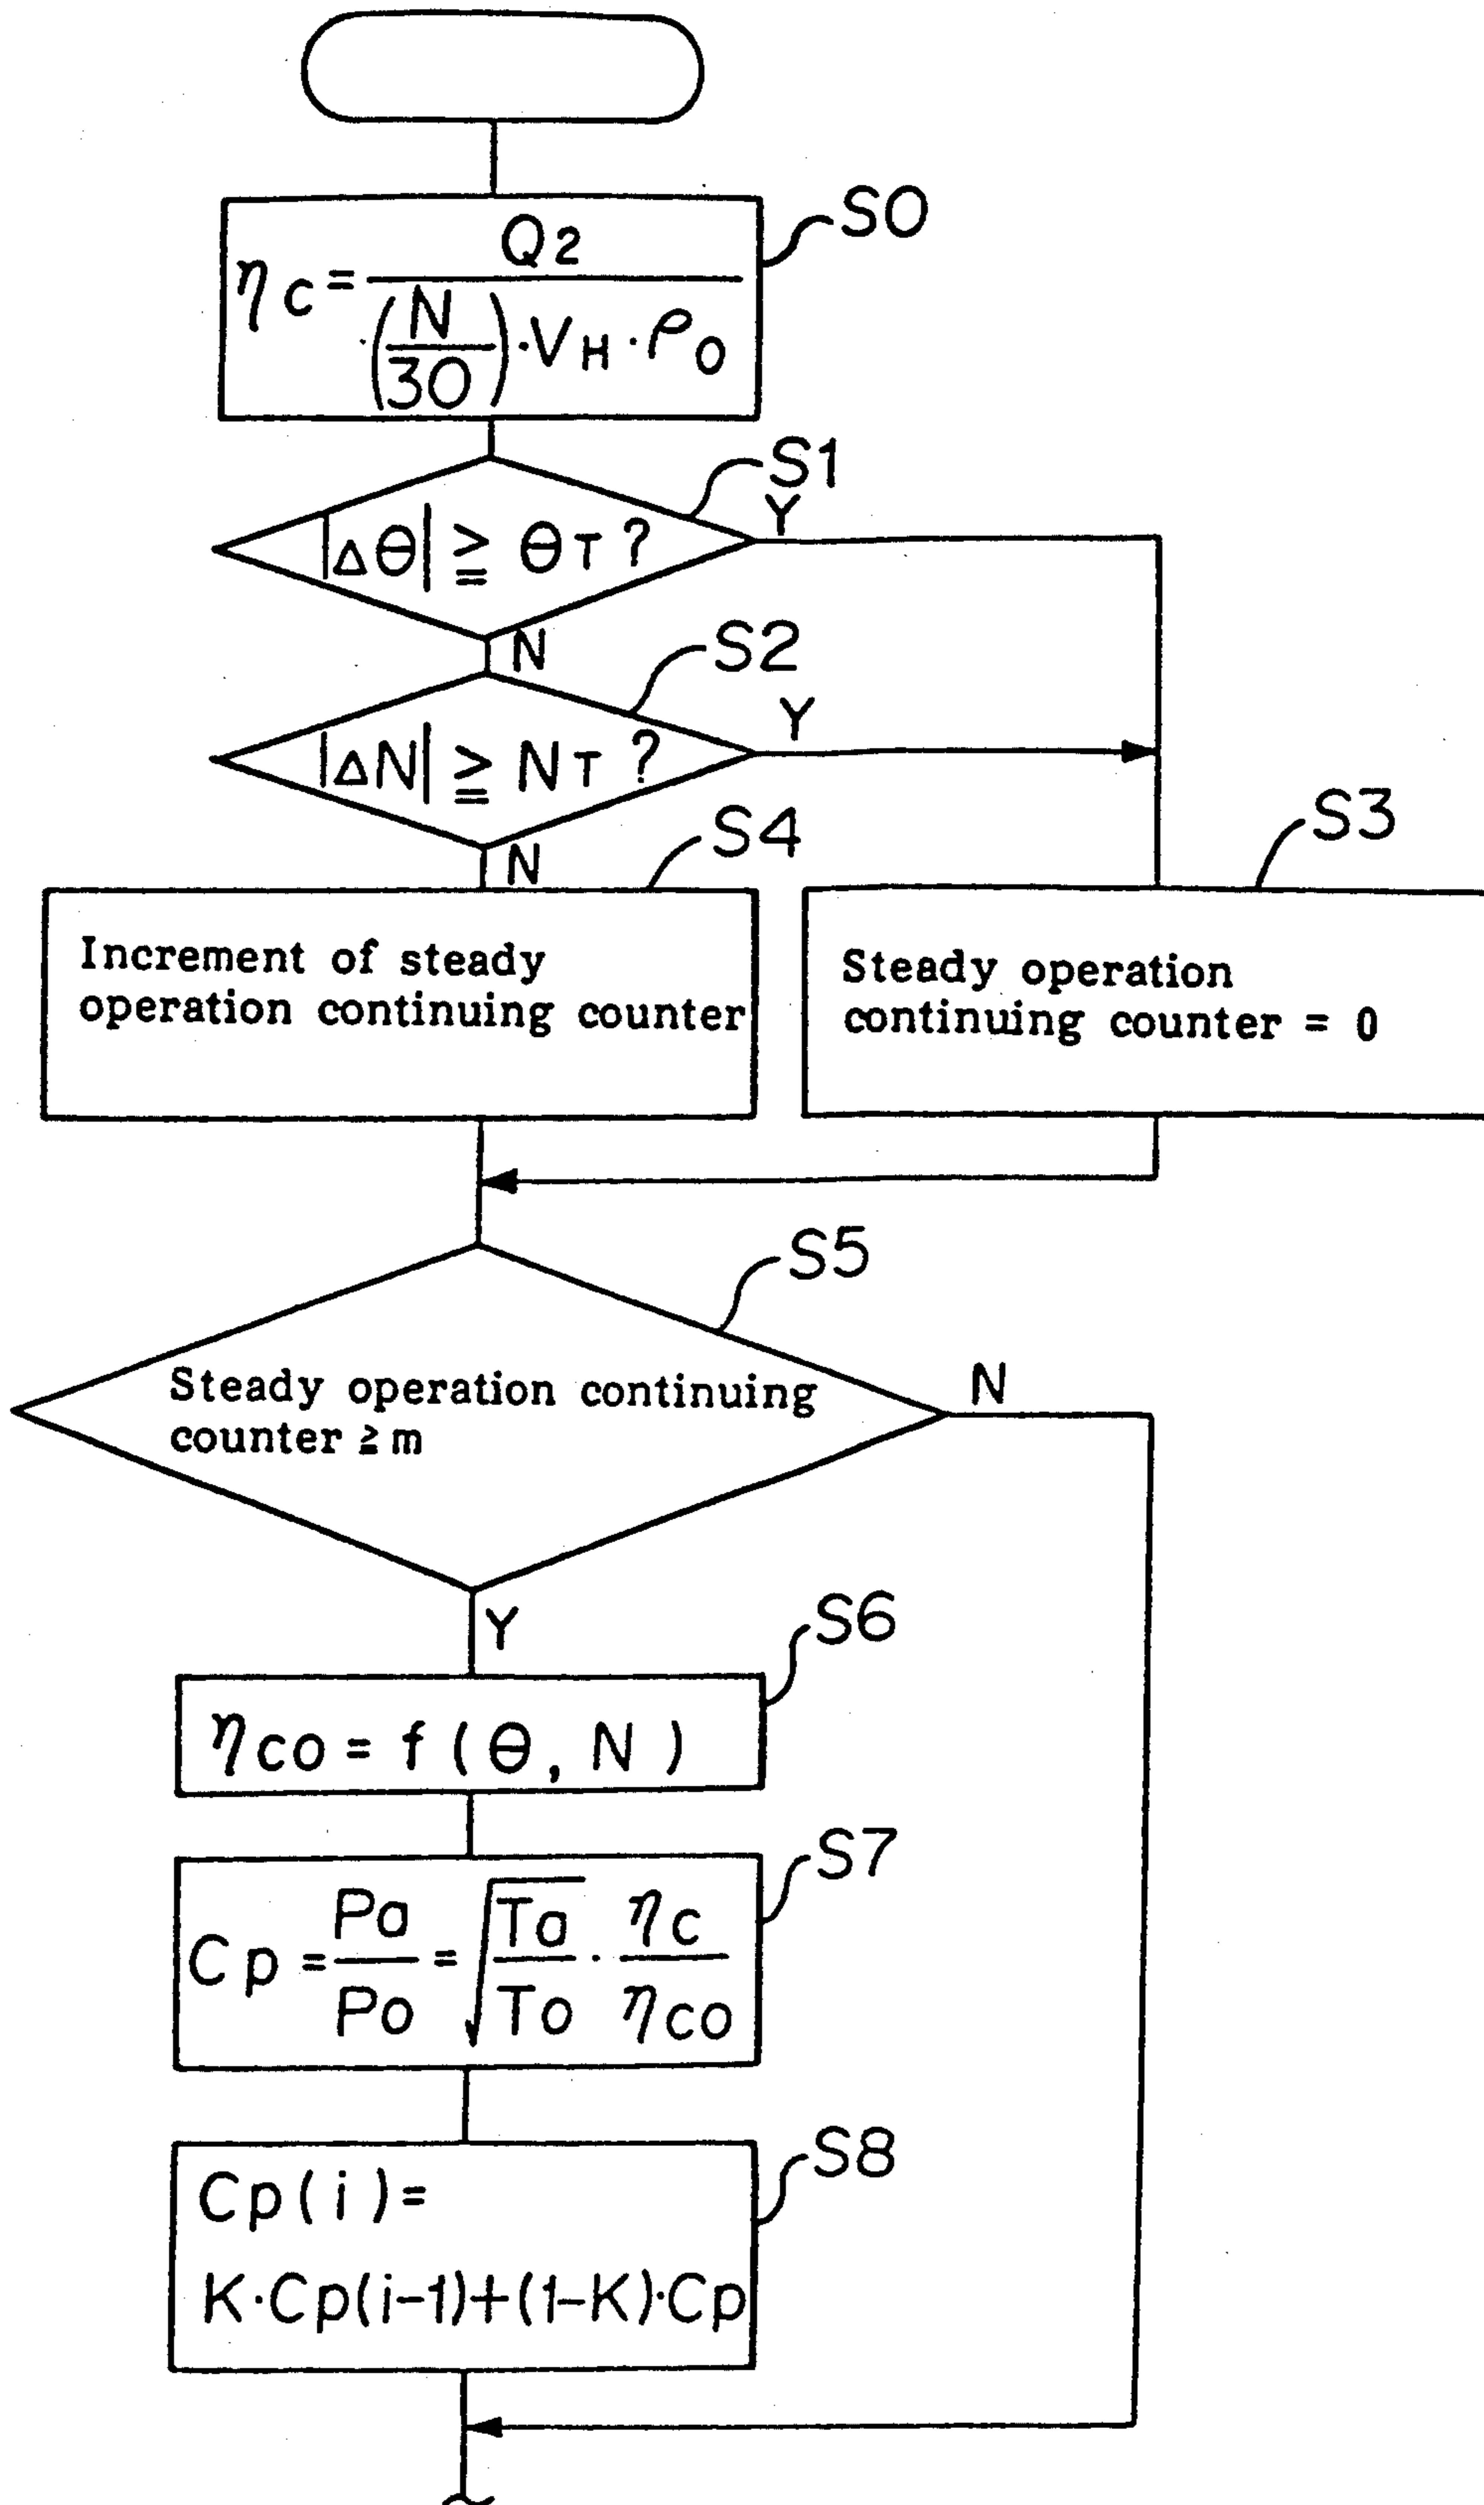 S0
ηc = Q2 / ((N/30)·VH·ρ0)
S1
|Δθ| ≧ θT ?
Y
N
S2
|ΔN| ≧ NT ?
Y
N
S4
S3
Increment of steady
operation continuing counter
Steady operation
continuing counter = 0
S5
Steady operation continuing
counter ≧ m
N
Y
S6
ηco = f(θ, N)
S7
Cp = Pa/Po = √(Ta/To) · ηc/ηco
S8
Cp(i) =
K·Cp(i-1)+(1-K)·Cp